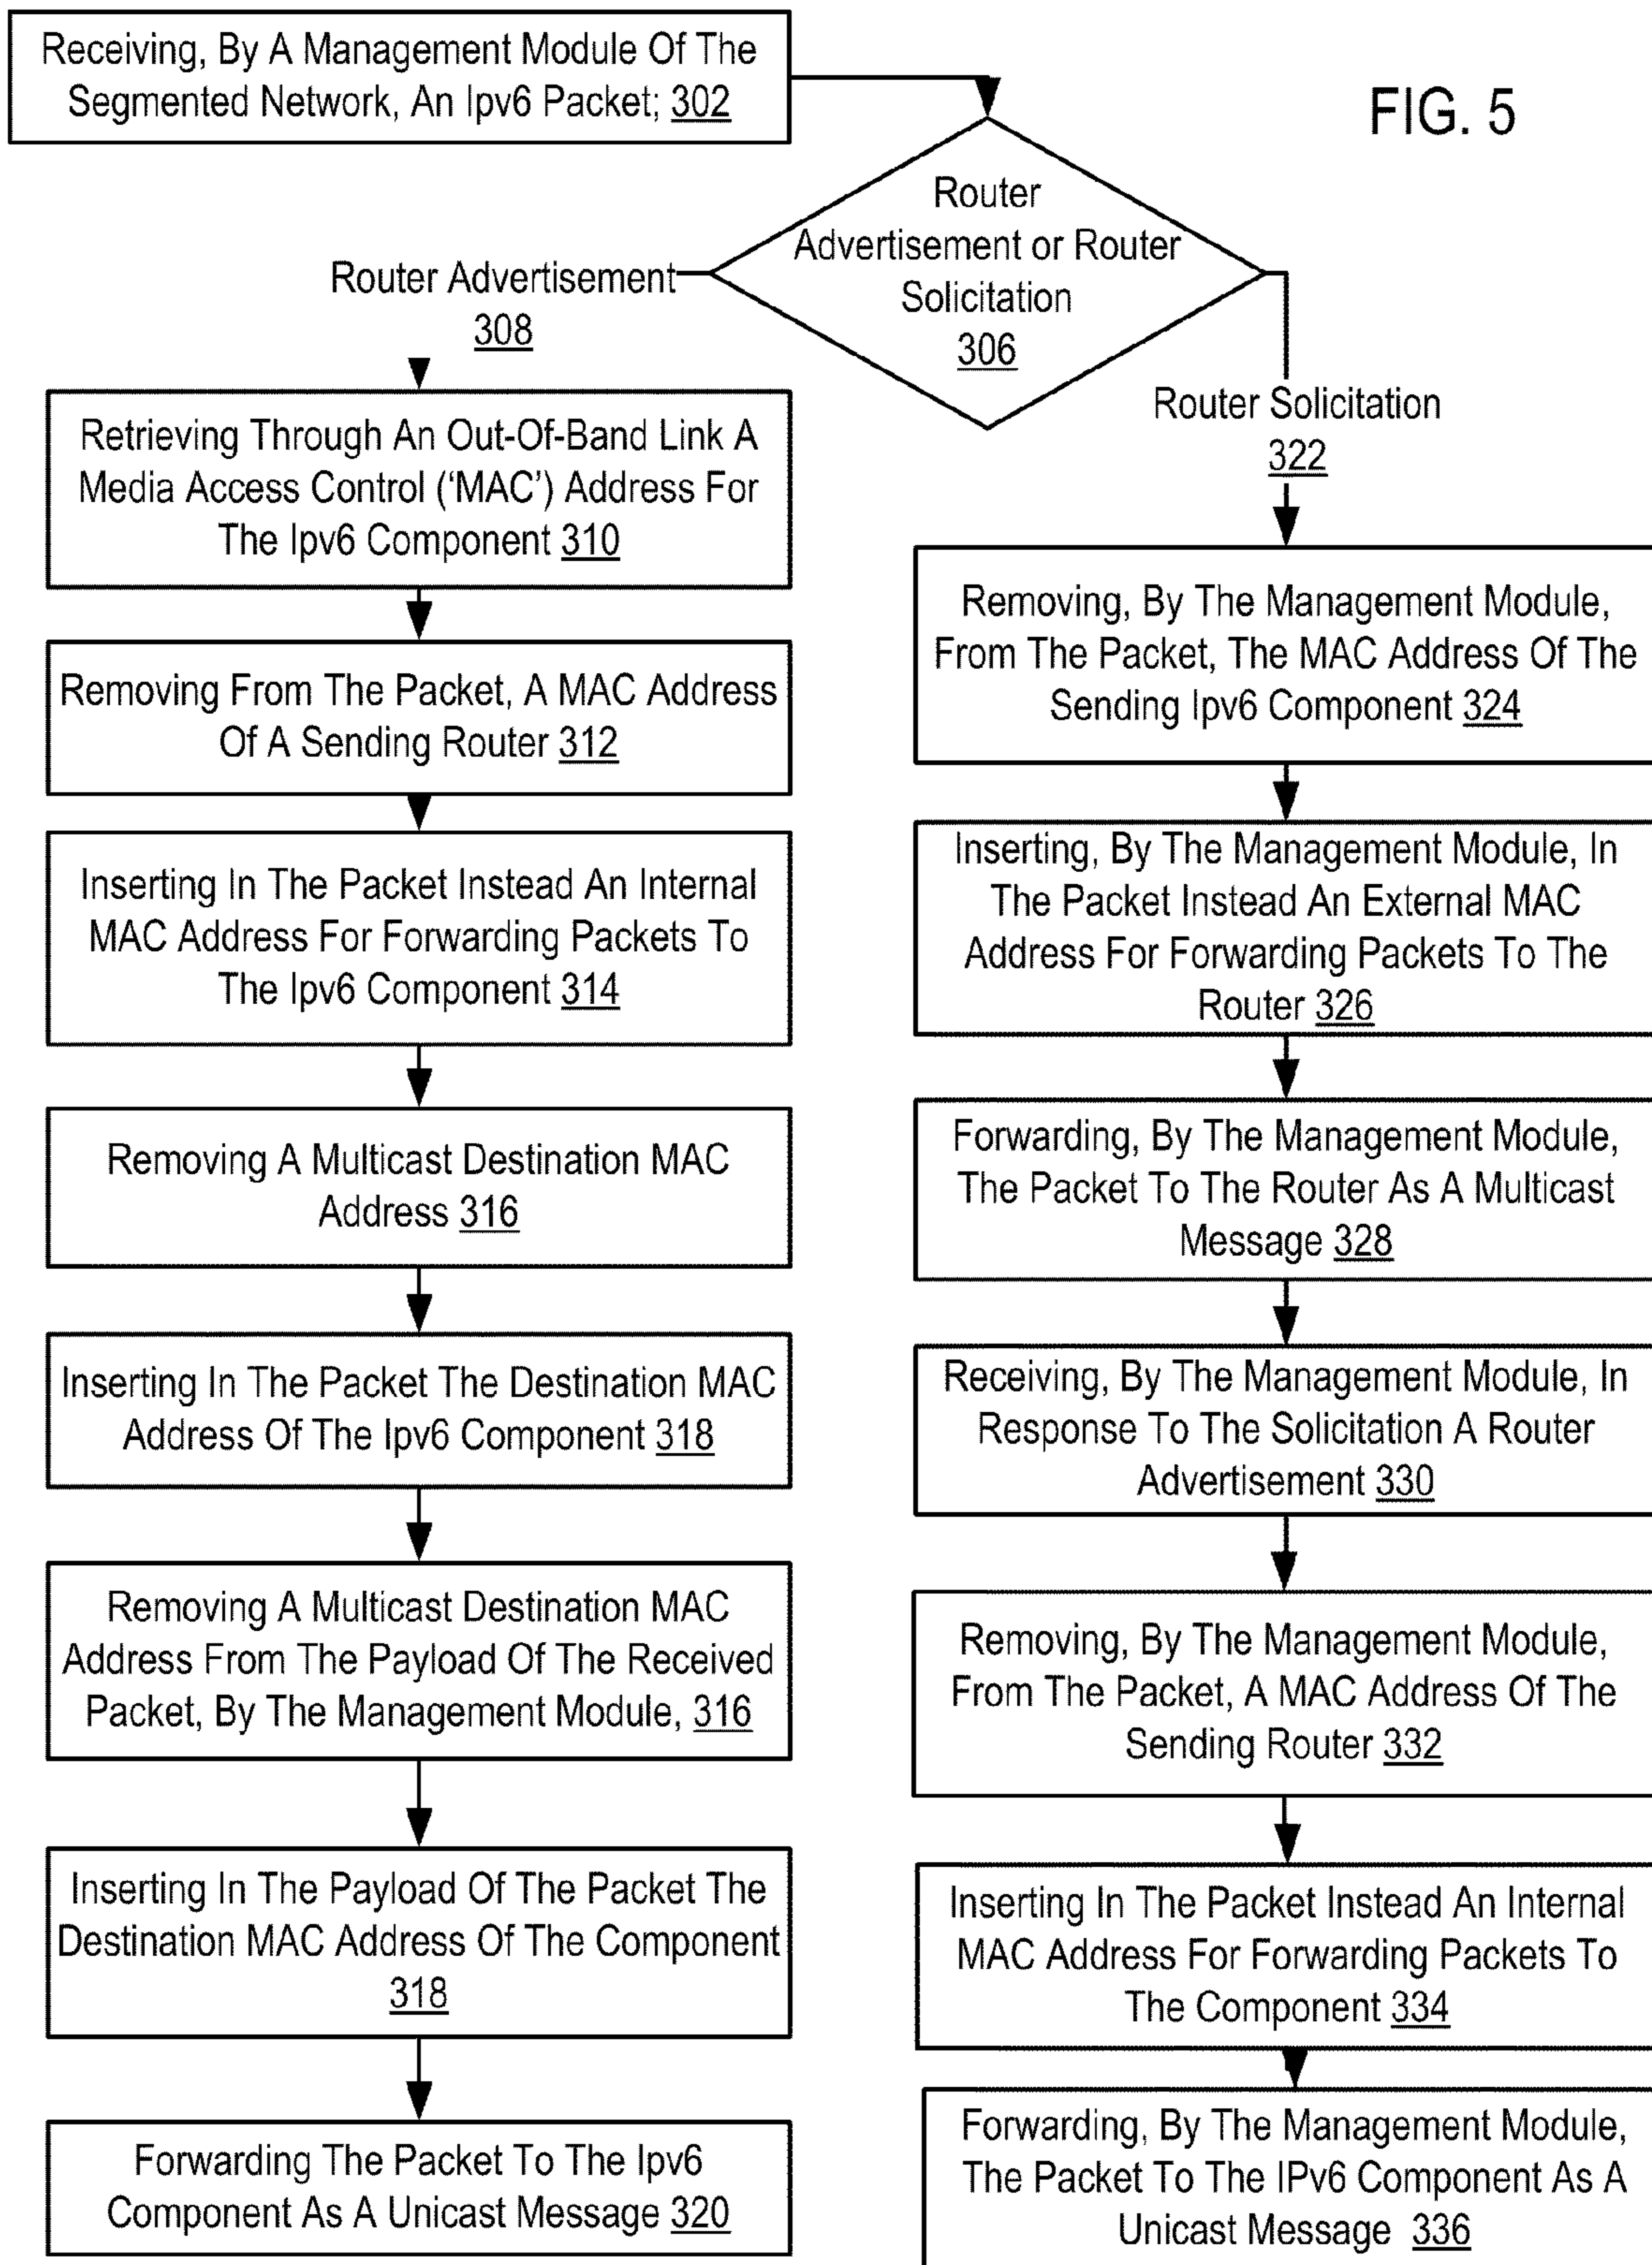 Receiving, By A Management Module Of The
Segmented Network, An Ipv6 Packet; 302
FIG. 5
Router
Advertisement or Router
Solicitation
306
Router Advertisement
308
Retrieving Through An Out-Of-Band Link A
Media Access Control (‘MAC’) Address For
The Ipv6 Component 310
Removing From The Packet, A MAC Address
Of A Sending Router 312
Inserting In The Packet Instead An Internal
MAC Address For Forwarding Packets To
The Ipv6 Component 314
Removing A Multicast Destination MAC
Address 316
Inserting In The Packet The Destination MAC
Address Of The Ipv6 Component 318
Removing A Multicast Destination MAC
Address From The Payload Of The Received
Packet, By The Management Module, 316
Inserting In The Payload Of The Packet The
Destination MAC Address Of The Component
318
Forwarding The Packet To The Ipv6
Component As A Unicast Message 320
Router Solicitation
322
Removing, By The Management Module,
From The Packet, The MAC Address Of The
Sending Ipv6 Component 324
Inserting, By The Management Module, In
The Packet Instead An External MAC
Address For Forwarding Packets To The
Router 326
Forwarding, By The Management Module,
The Packet To The Router As A Multicast
Message 328
Receiving, By The Management Module, In
Response To The Solicitation A Router
Advertisement 330
Removing, By The Management Module,
From The Packet, A MAC Address Of The
Sending Router 332
Inserting In The Packet Instead An Internal
MAC Address For Forwarding Packets To
The Component 334
Forwarding, By The Management Module,
The Packet To The IPv6 Component As A
Unicast Message 336